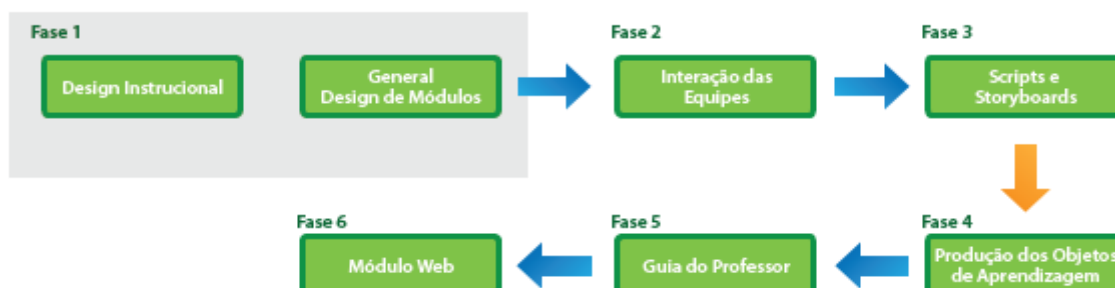 Fase 1
Design Instrucional
General
Design de Módulos
Fase 2
Interação das
Equipes
Fase 3
Scripts e
Storyboards
Fase 4
Produção dos Objetos
de Aprendizagem
Fase 5
Guia do Professor
Fase 6
Módulo Web